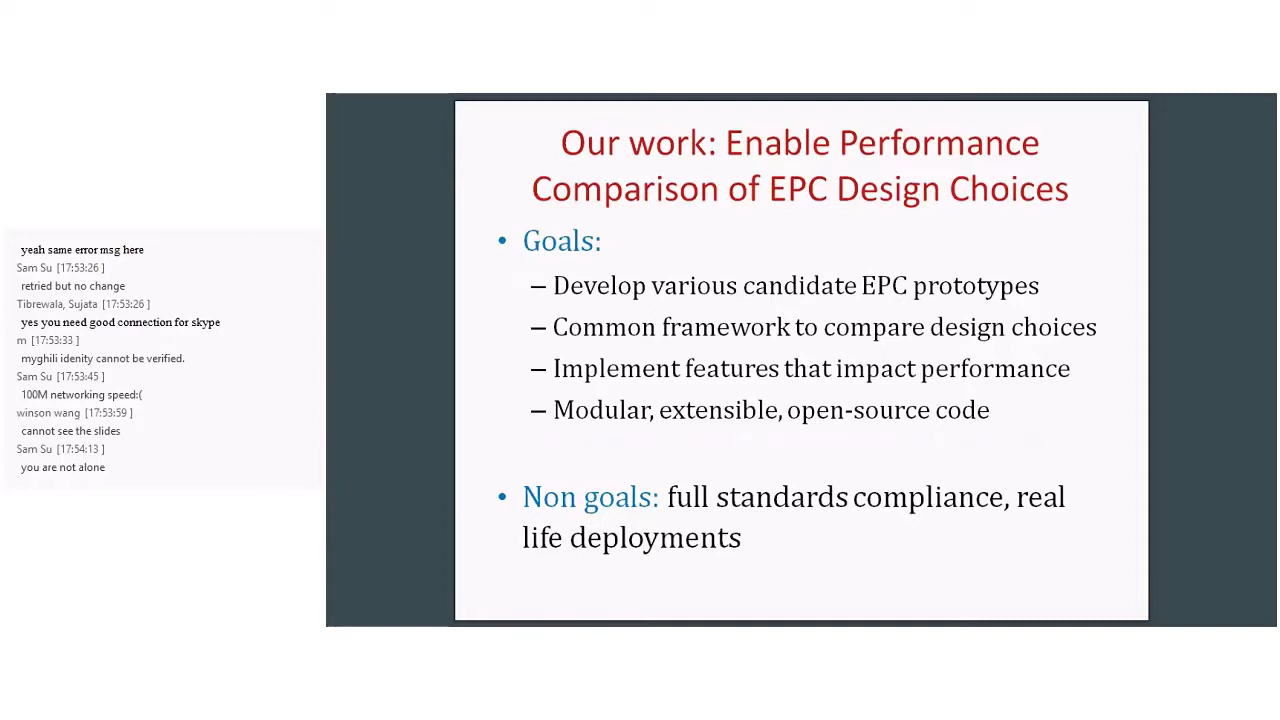 yeah same error msg here
Sam Su [17:53:26 ]
retried but no change
Tibrewala, Sujata [17:53:26 ]
yes you need good connection for skype
m [17:53:33 ]
myghili idenity cannot be verified.
Sam Su [17:53:45 ]
100M networking speed:(
winson wang [17:53:59 ]
cannot see the slides
Sam Su [17:54:13 ]
you are not alone
Our work: Enable Performance
Comparison of EPC Design Choices
• Goals:
– Develop various candidate EPC prototypes
– Common framework to compare design choices
– Implement features that impact performance
– Modular, extensible, open-source code
• Non goals: full standards compliance, real
life deployments